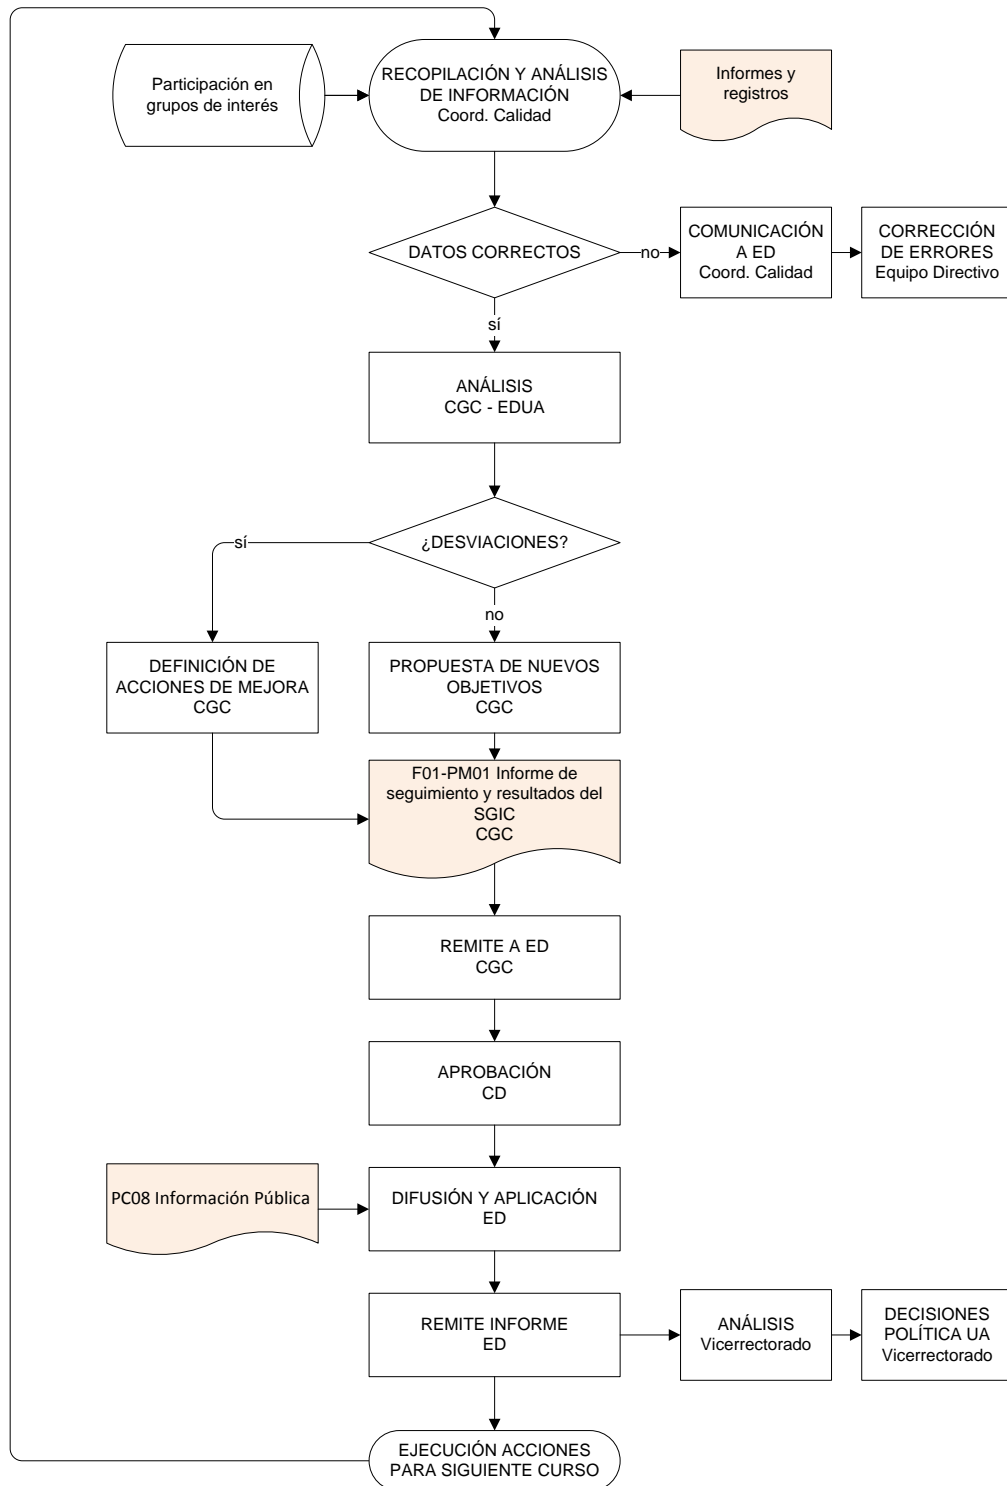 Participación en
grupos de interés
RECOPILACIÓN Y ANÁLISIS
DE INFORMACIÓN
Coord. Calidad
Informes y
registros
DATOS CORRECTOS
no
COMUNICACIÓN
A ED
Coord. Calidad
CORRECCIÓN
DE ERRORES
Equipo Directivo
sí
ANÁLISIS
CGC - EDUA
¿DESVIACIONES?
sí
no
DEFINICIÓN DE
ACCIONES DE MEJORA
CGC
PROPUESTA DE NUEVOS
OBJETIVOS
CGC
F01-PM01 Informe de
seguimiento y resultados del
SGIC
CGC
REMITE A ED
CGC
APROBACIÓN
CD
PC08 Información Pública
DIFUSIÓN Y APLICACIÓN
ED
REMITE INFORME
ED
ANÁLISIS
Vicerrectorado
DECISIONES
POLÍTICA UA
Vicerrectorado
EJECUCIÓN ACCIONES
PARA SIGUIENTE CURSO